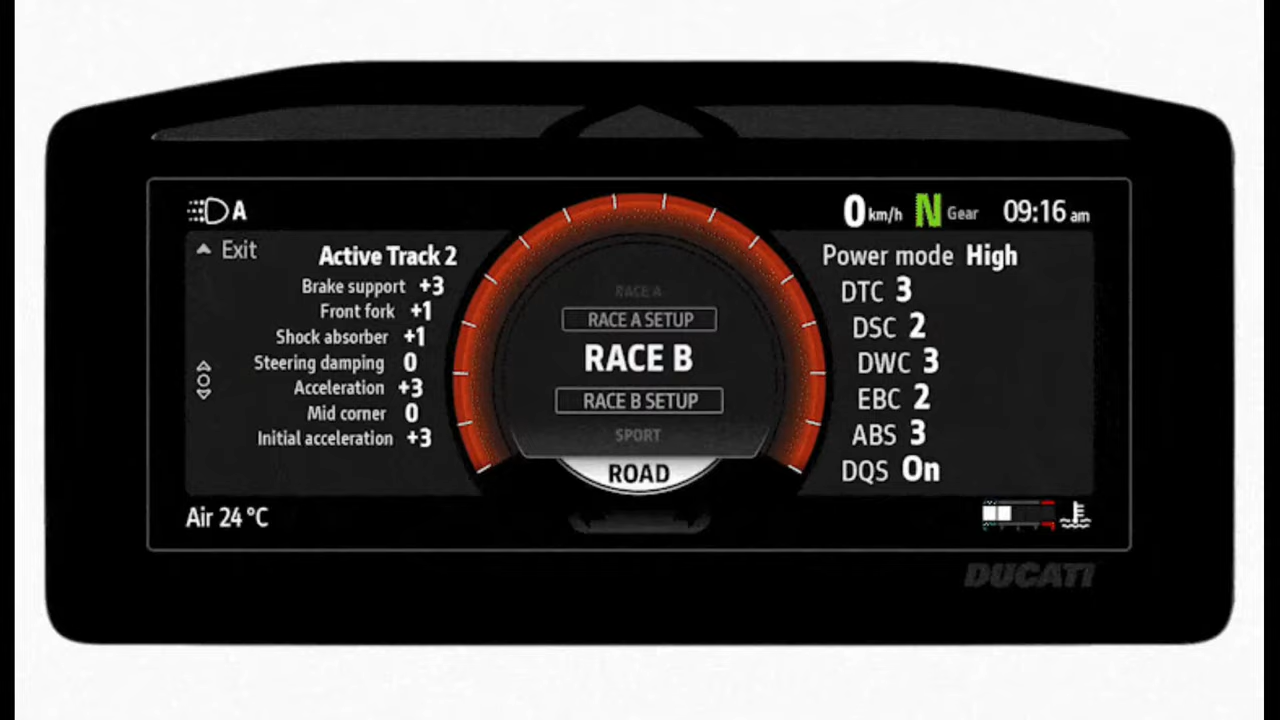 A
0 km/h N Gear 09:16 am
Exit
Active Track 2
Brake support +3
Front fork +1
Shock absorber +1
Steering damping 0
Acceleration +3
Mid corner 0
Initial acceleration +3
RACE A
RACE A SETUP
RACE B
RACE B SETUP
SPORT
ROAD
Power mode High
DTC 3
DSC 2
DWC 3
EBC 2
ABS 3
DQS On
Air 24 °C
DUCATI